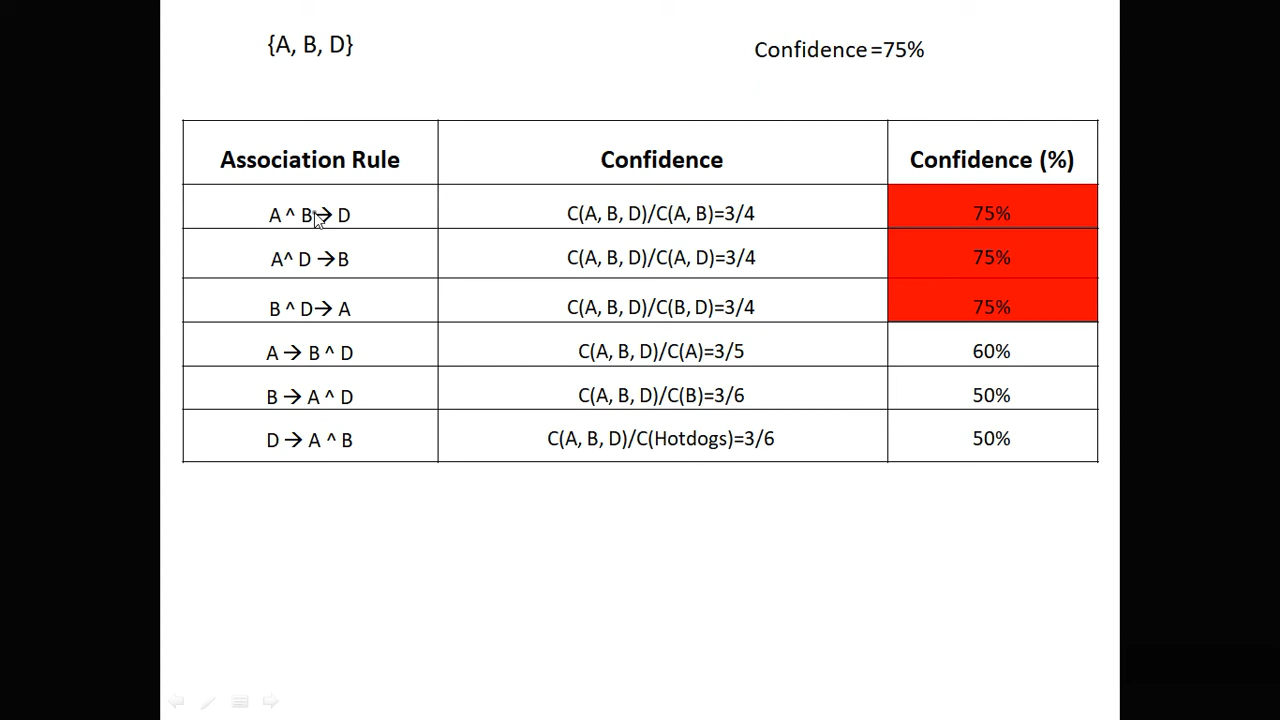 {A, B, D}
Confidence =75%
Association Rule Confidence Confidence (%)
A ^ B→ D C(A, B, D)/C(A, B)=3/4 75%
A^ D →B C(A, B, D)/C(A, D)=3/4 75%
B ^ D→ A C(A, B, D)/C(B, D)=3/4 75%
A → B ^ D C(A, B, D)/C(A)=3/5 60%
B → A ^ D C(A, B, D)/C(B)=3/6 50%
D → A ^ B C(A, B, D)/C(Hotdogs)=3/6 50%